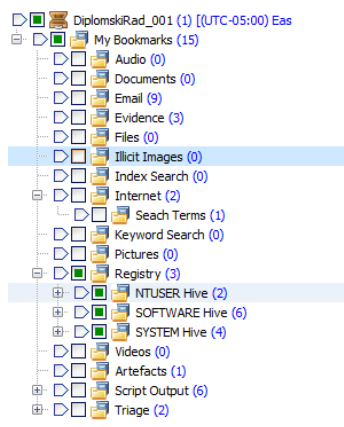 DiplomskiRad_001 (1) [(UTC-05:00) Eas
My Bookmarks (15)
Audio (0)
Documents (0)
Email (9)
Evidence (3)
Files (0)
Illicit Images (0)
Index Search (0)
Internet (2)
Seach Terms (1)
Keyword Search (0)
Pictures (0)
Registry (3)
NTUSER Hive (2)
SOFTWARE Hive (6)
SYSTEM Hive (4)
Videos (0)
Artefacts (1)
Script Output (6)
Triage (2)